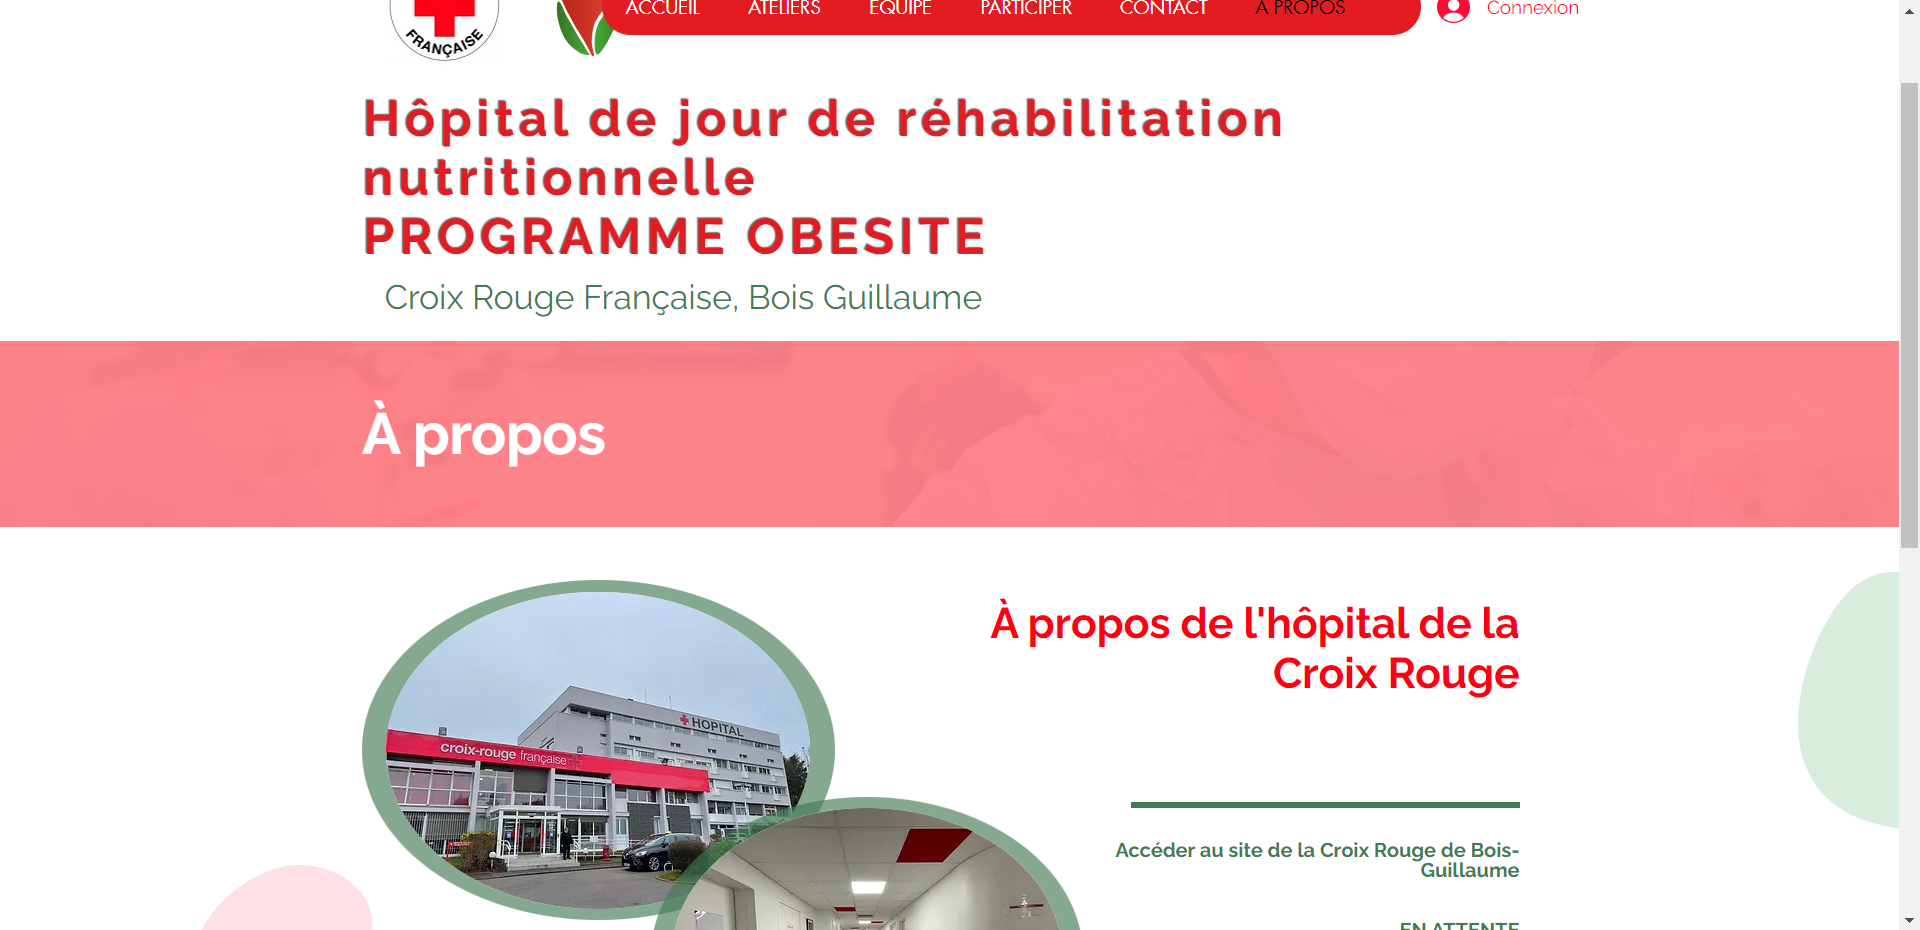 FRANÇAISE
ACCUEIL ATELIERS EQUIPE PARTICIPER CONTACT À PROPOS Connexion
Hôpital de jour de réhabilitation
nutritionnelle
PROGRAMME OBESITE
Croix Rouge Française, Bois Guillaume
À propos
À propos de l'hôpital de la
Croix Rouge
HOPITAL
croix-rouge française
Accéder au site de la Croix Rouge de Bois-
Guillaume
EN ATTENTE